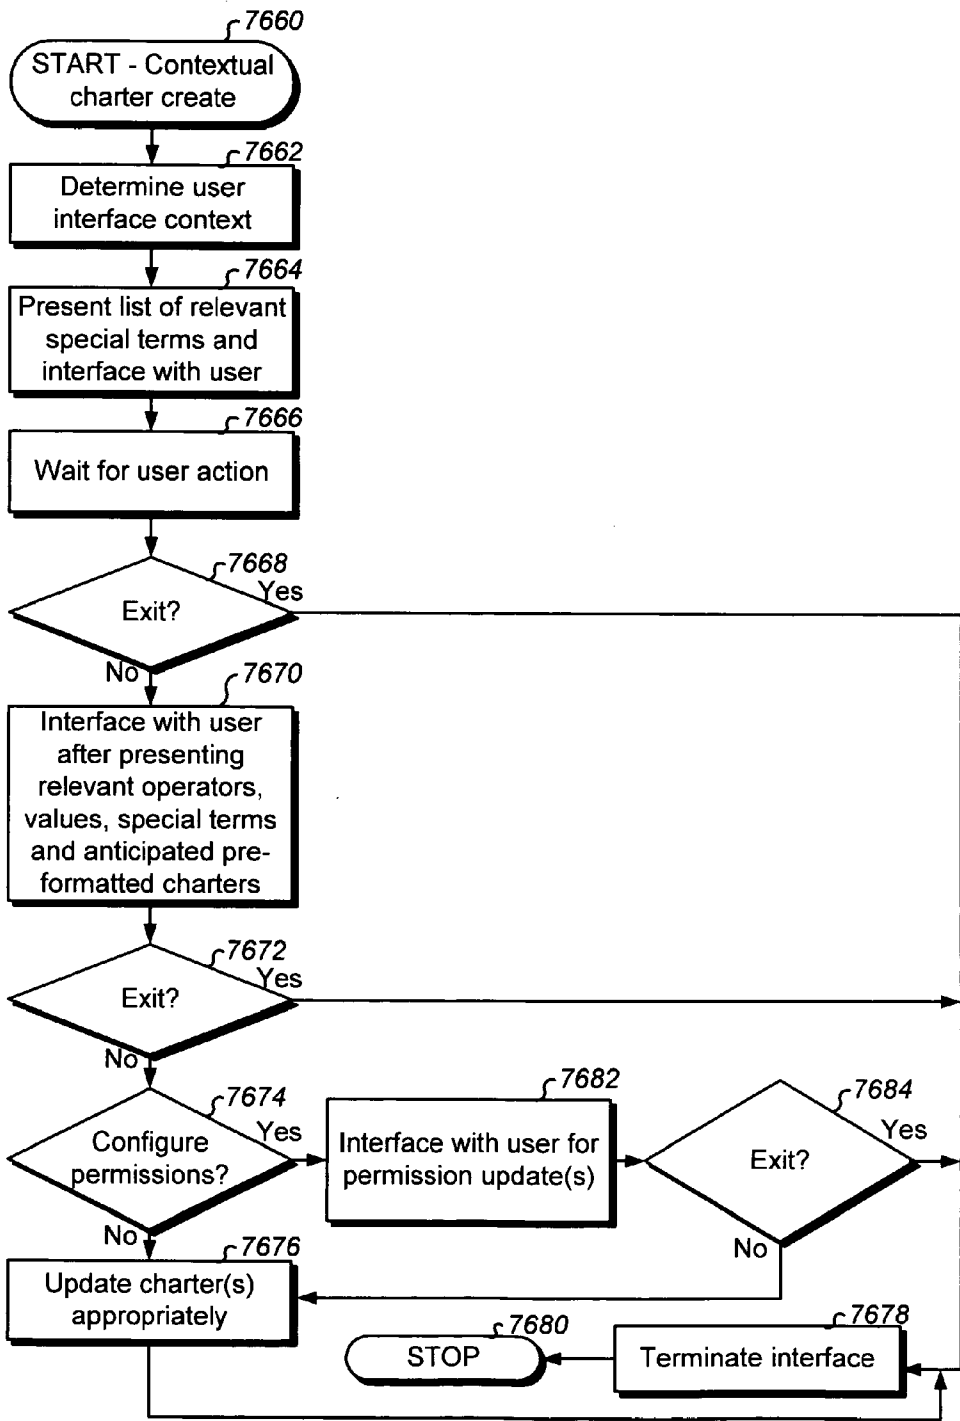 7660
START - Contextual
charter create
7662
Determine user
interface context
7664
Present list of relevant
special terms and
interface with user
7666
Wait for user action
7668
Yes
Exit?
No
7670
Interface with user
after presenting
relevant operators,
values, special terms
and anticipated pre-
formatted charters
7672
Yes
Exit?
No
7674
Yes
Configure
permissions?
No
7682
Interface with user for
permission update(s)
7684
Yes
Exit?
No
7676
Update charter(s)
appropriately
7680
STOP
7678
Terminate interface